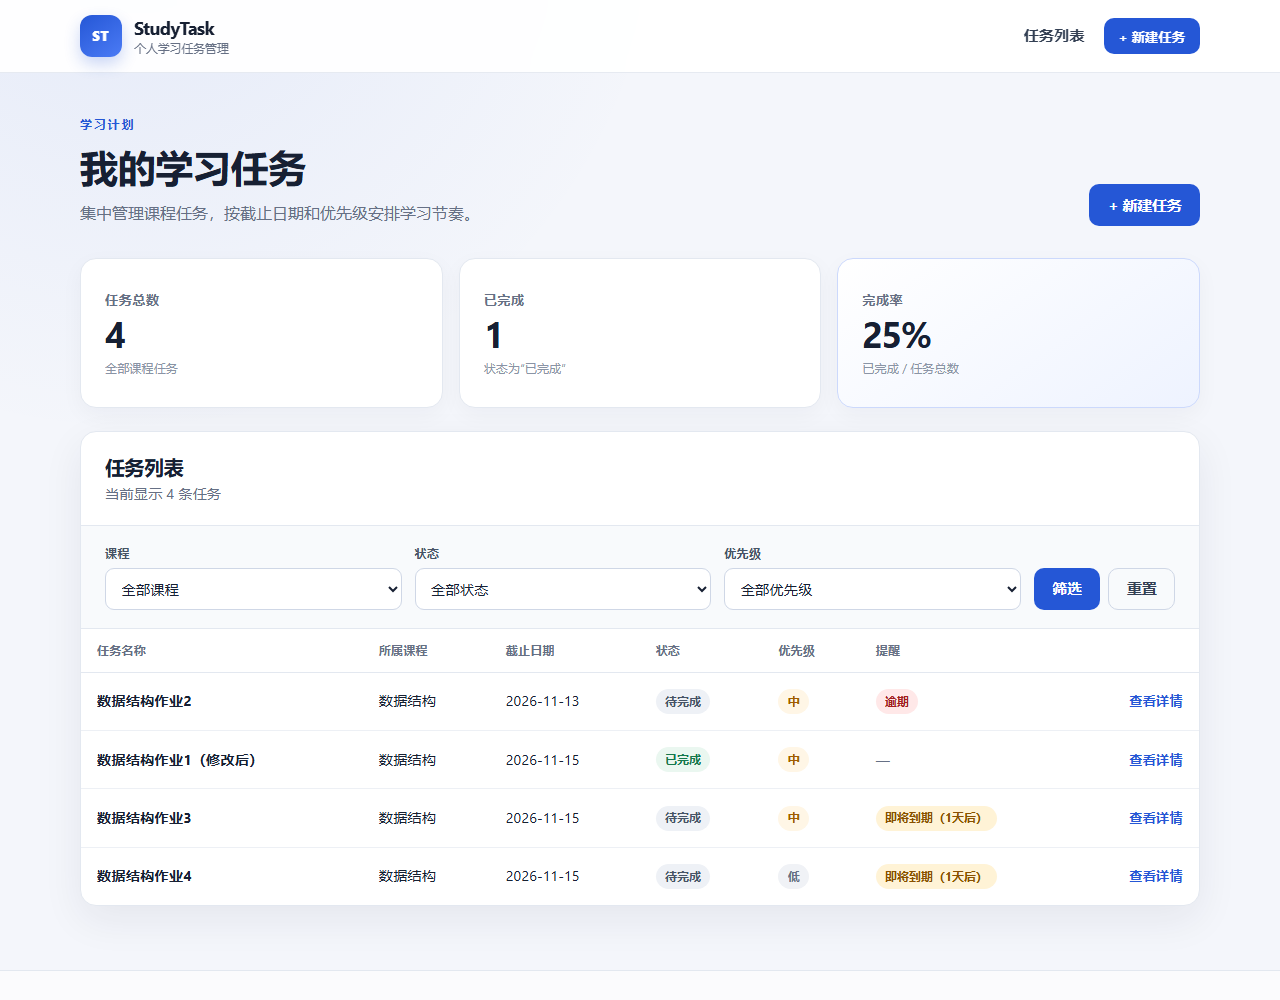 ST
StudyTask
个人学习任务管理
任务列表
+ 新建任务
学习计划
我的学习任务
集中管理课程任务，按截止日期和优先级安排学习节奏。
+ 新建任务
任务总数
4
全部课程任务
已完成
1
状态为“已完成”
完成率
25%
已完成 / 任务总数
任务列表
当前显示 4 条任务
课程
状态
优先级
全部课程
全部状态
全部优先级
筛选
重置
任务名称 所属课程 截止日期 状态 优先级 提醒
数据结构作业2 数据结构 2026-11-13 待完成 中 逾期 查看详情
数据结构作业1（修改后） 数据结构 2026-11-15 已完成 中 — 查看详情
数据结构作业3 数据结构 2026-11-15 待完成 中 即将到期（1天后） 查看详情
数据结构作业4 数据结构 2026-11-15 待完成 低 即将到期（1天后） 查看详情